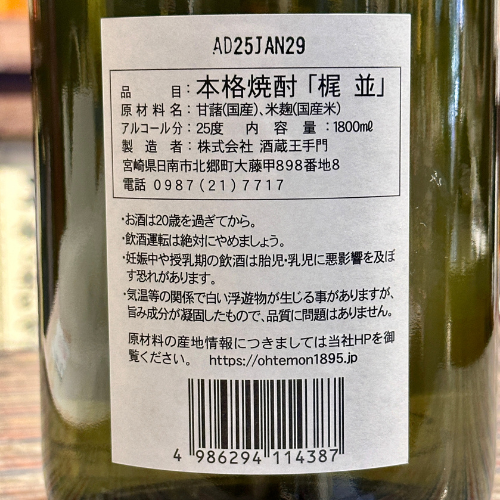 AD25JAN29
品目：本格焼酎「梶 並」
原材料名：甘藷(国産)、米麹(国産米)
アルコール分：25度 内容量：1800mℓ
製造者：株式会社 酒蔵王手門
宮崎県日南市北郷町大藤甲898番地8
電話 0987(21)7717
・お酒は20歳を過ぎてから。
・飲酒運転は絶対にやめましょう。
・妊娠中や授乳期の飲酒は胎児・乳児に悪影響を及ぼ
す恐れがあります。
・気温等の関係で白い浮遊物が生じる事がありますが、
旨み成分が凝固したもので、品質に問題はありません。
原材料の産地情報につきましては当社HPを御
覧ください。 https://ohtemon1895.jp
4 986294 114387